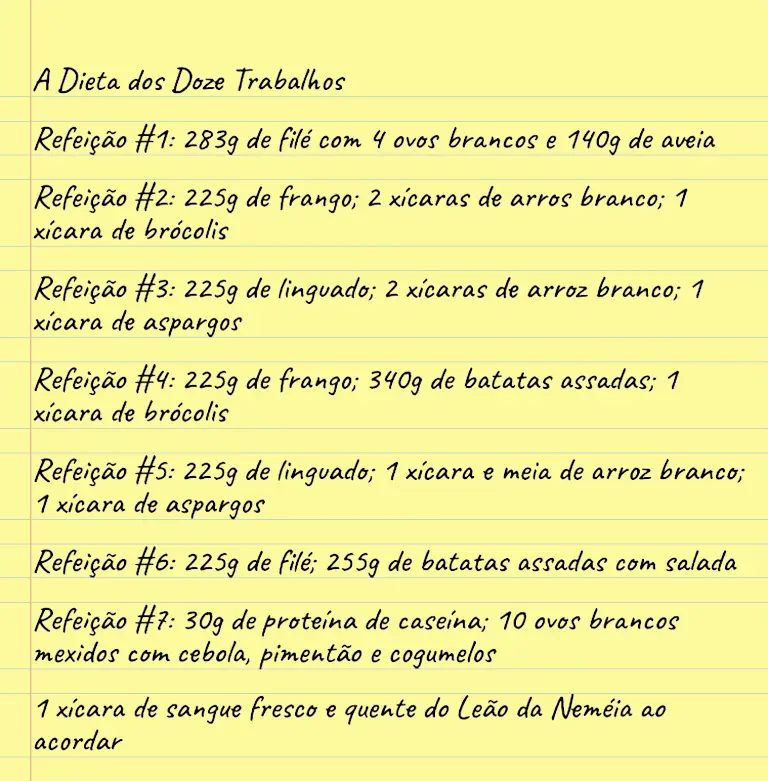 A Dieta dos Doze Trabalhos
Refeição #1: 283g de filé com 4 ovos brancos e 140g de aveia
Refeição #2: 225g de frango; 2 xícaras de arros branco; 1
xícara de brócolis
Refeição #3: 225g de linguado; 2 xícaras de arroz branco; 1
xícara de aspargos
Refeição #4: 225g de frango; 340g de batatas assadas; 1
xícara de brócolis
Refeição #5: 225g de linguado; 1 xícara e meia de arroz branco;
1 xícara de aspargos
Refeição #6: 225g de filé; 255g de batatas assadas com salada
Refeição #7: 30g de proteína de caseína; 10 ovos brancos
mexidos com cebola, pimentão e cogumelos
1 xícara de sangue fresco e quente do Leão da Neméia ao
acordar